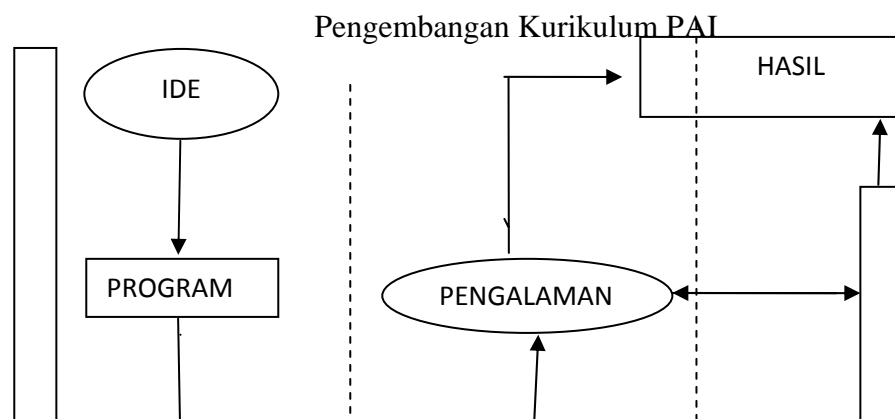 Pengembangan Kurikulum PAI
IDE
HASIL
PROGRAM
PENGALAMAN